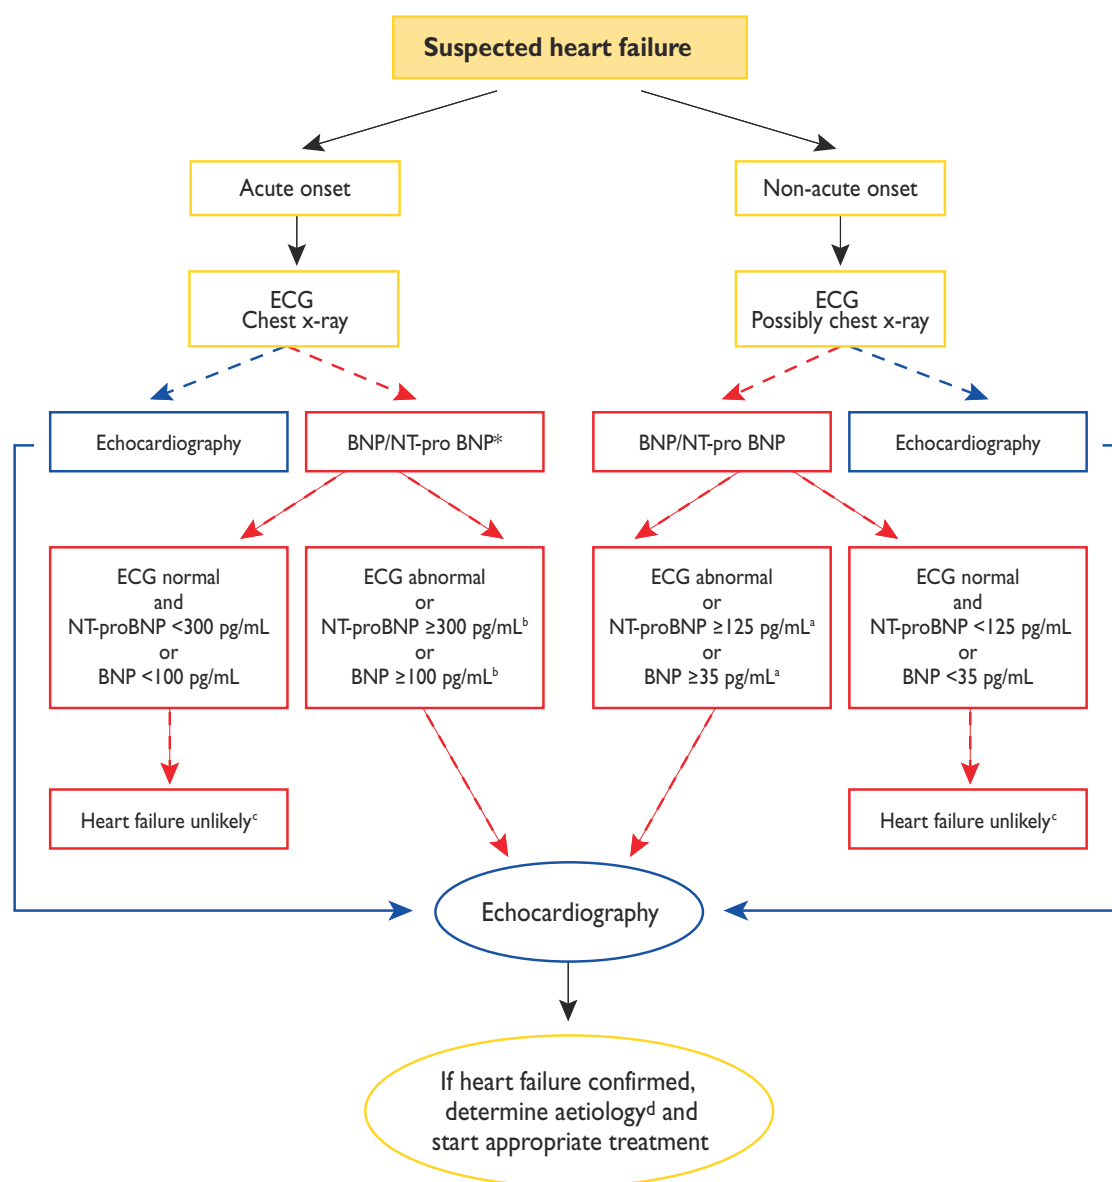 Suspected heart failure
Acute onset
Non-acute onset
ECG
Chest x-ray
ECG
Possibly chest x-ray
Echocardiography
BNP/NT-pro BNP*
BNP/NT-pro BNP
Echocardiography
ECG normal
and
NT-proBNP <300 pg/mL
or
BNP <100 pg/mL
ECG abnormal
or
NT-proBNP ≥300 pg/mLᵇ
or
BNP ≥100 pg/mLᵇ
ECG abnormal
or
NT-proBNP ≥125 pg/mLᵃ
or
BNP ≥35 pg/mLᵃ
ECG normal
and
NT-proBNP <125 pg/mL
or
BNP <35 pg/mL
Heart failure unlikelyᶜ
Heart failure unlikelyᶜ
Echocardiography
If heart failure confirmed,
determine aetiologyᵈ and
start appropriate treatment